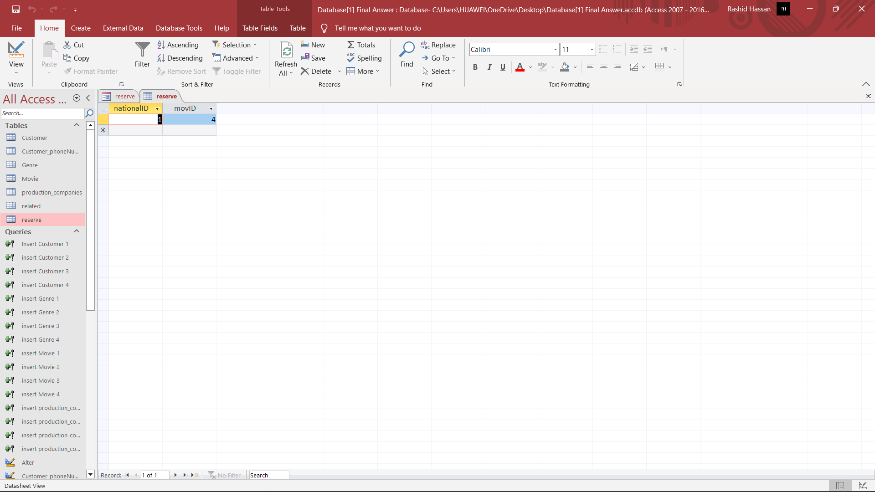 Table Tools
Database[1] Final Answer : Database- C:\Users\HUAWEI\OneDrive\Desktop\Database[1] Final Answer.accdb (Access 2007 - 2016...
Rashid Hassan
File Home Create External Data Database Tools Help Table Fields Table Tell me what you want to do
View
Views
Paste
Cut
Copy
Format Painter
Clipboard
Filter
Ascending
Descending
Remove Sort
Selection
Advanced
Toggle Filter
Sort & Filter
Refresh All
New
Save
Delete
Totals
Spelling
More
Records
Find
Replace
Go To
Select
Find
Calibri 11
B I U A
Text Formatting
All Access ...
Search...
Tables
Customer
Customer_phoneNu...
Genre
Movie
production_companies
related
reserve
Queries
insert Customer 1
insert Customer 2
insert Customer 3
insert Customer 4
insert Genre 1
insert Genre 2
insert Genre 3
insert Genre 4
insert Movie 1
insert Movie 2
insert Movie 3
insert Movie 4
insert production_co...
insert production_co...
insert production_co...
insert production_co...
Alter
Customer_phoneNu...
reserve reserve
nationalID movID
4
Record: 1 of 1 No Filter Search
Datasheet View